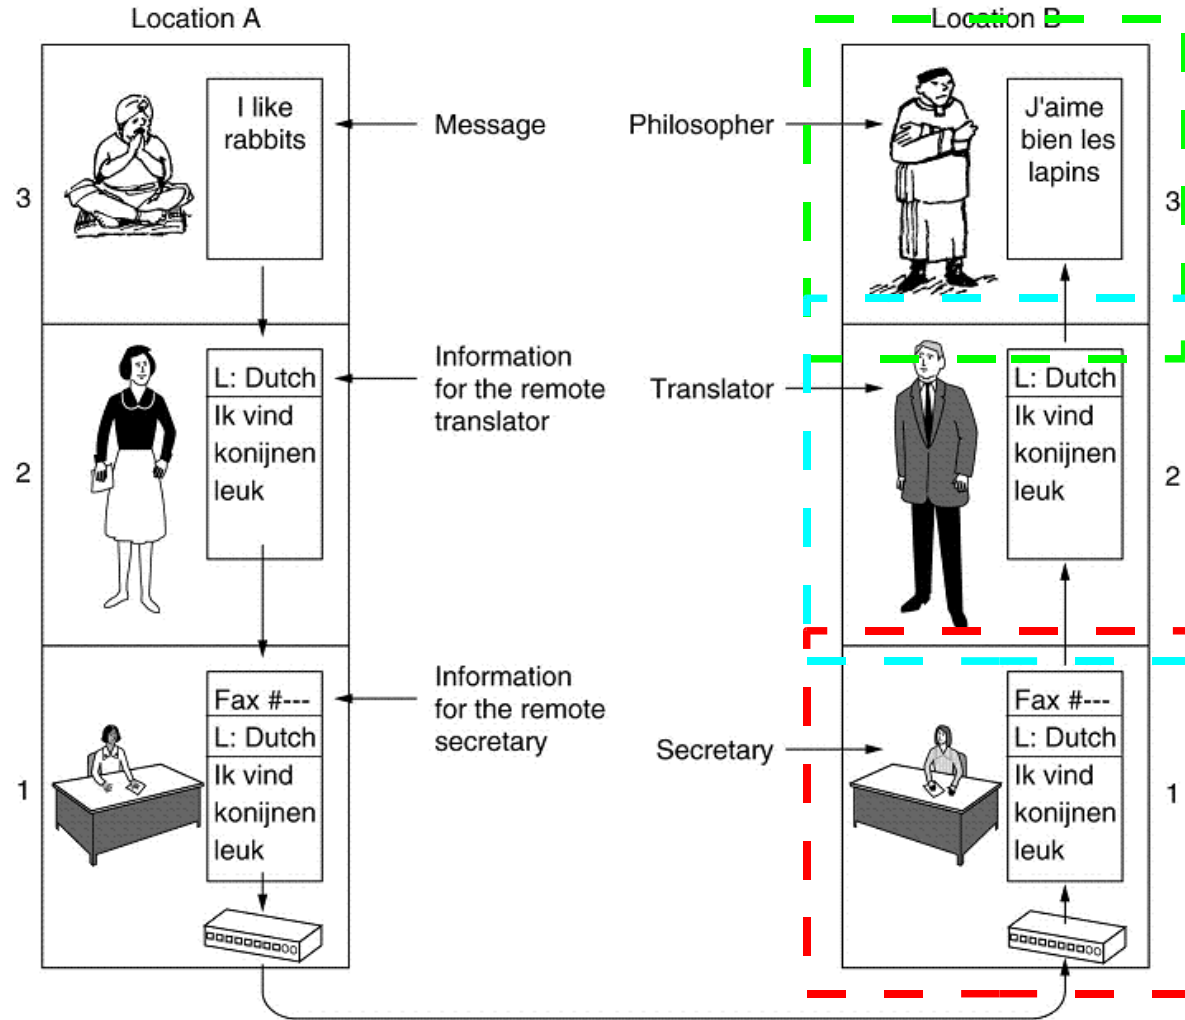 Location A
Location B
3
I like
rabbits
Message
Philosopher
J'aime
bien les
lapins
3
2
L: Dutch
Ik vind
konijnen
leuk
Information
for the remote
translator
Translator
L: Dutch
Ik vind
konijnen
leuk
2
1
Fax #---
L: Dutch
Ik vind
konijnen
leuk
Information
for the remote
secretary
Secretary
Fax #---
L: Dutch
Ik vind
konijnen
leuk
1